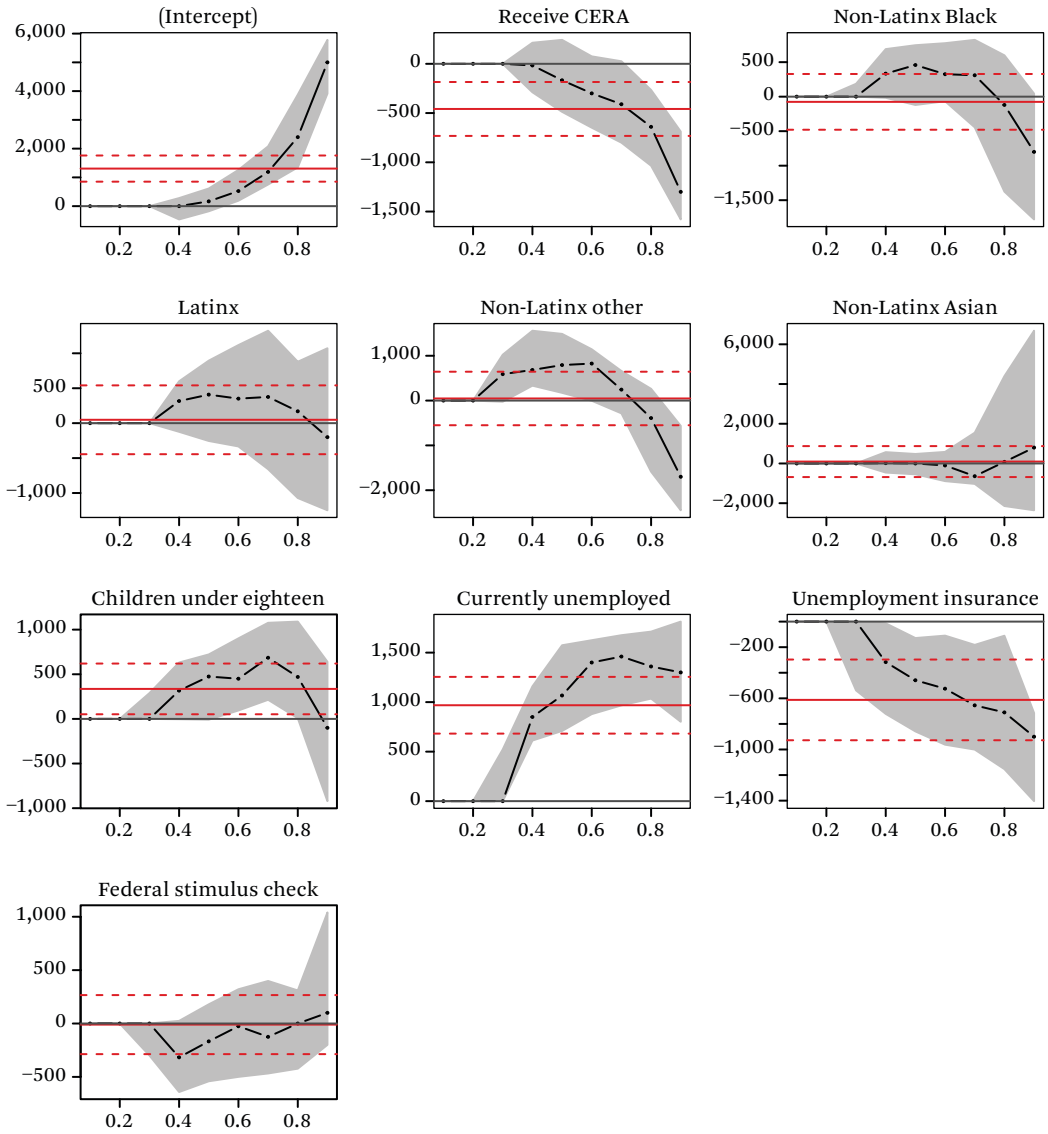 (Intercept)
6,000
4,000
2,000
0
0.2 0.4 0.6 0.8
Receive CERA
0
−500
−1,000
−1,500
0.2 0.4 0.6 0.8
Non-Latinx Black
500
0
−500
−1,500
0.2 0.4 0.6 0.8
Latinx
500
0
−1,000
0.2 0.4 0.6 0.8
Non-Latinx other
1,000
0
−2,000
0.2 0.4 0.6 0.8
Non-Latinx Asian
6,000
2,000
0
−2,000
0.2 0.4 0.6 0.8
Children under eighteen
1,000
500
0
−500
−1,000
0.2 0.4 0.6 0.8
Currently unemployed
1,500
1,000
500
0
0.2 0.4 0.6 0.8
Unemployment insurance
−200
−600
−1,000
−1,400
0.2 0.4 0.6 0.8
Federal stimulus check
1,000
500
0
−500
0.2 0.4 0.6 0.8